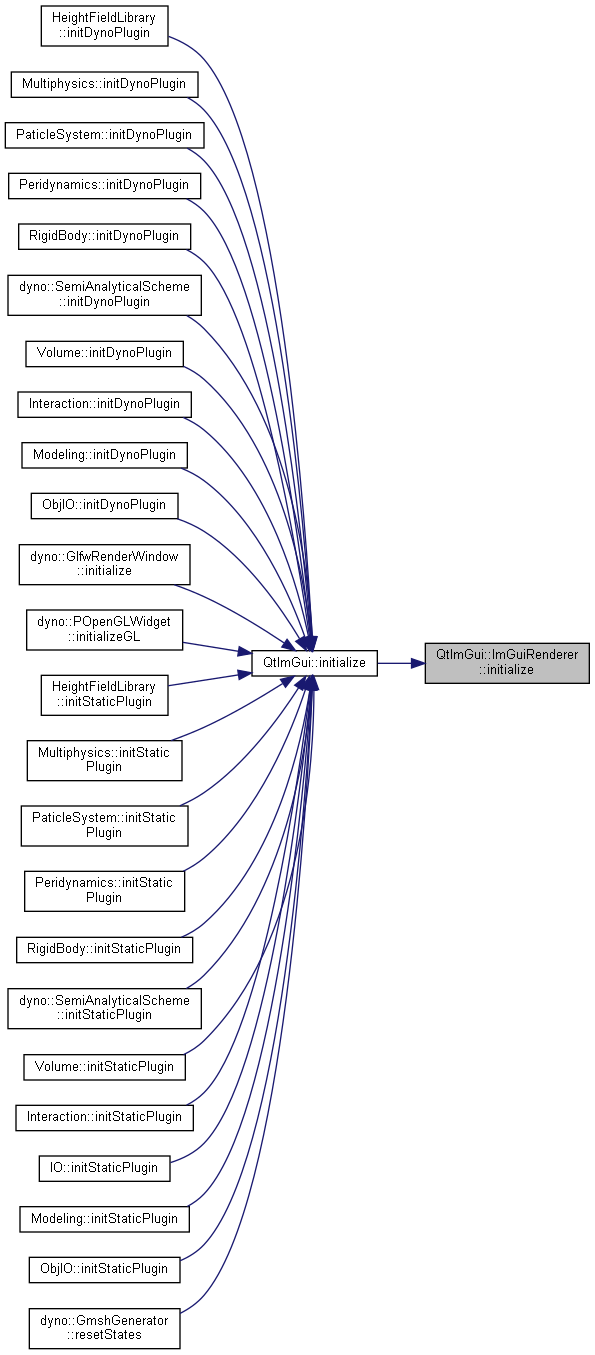 HeightFieldLibrary
::initDynoPlugin
Multiphysics::initDynoPlugin
PaticleSystem::initDynoPlugin
Peridynamics::initDynoPlugin
RigidBody::initDynoPlugin
dyno::SemiAnalyticalScheme
::initDynoPlugin
Volume::initDynoPlugin
Interaction::initDynoPlugin
Modeling::initDynoPlugin
ObjIO::initDynoPlugin
dyno::GlfwRenderWindow
::initialize
dyno::POpenGLWidget
::initializeGL
HeightFieldLibrary
::initStaticPlugin
Multiphysics::initStatic
Plugin
PaticleSystem::initStatic
Plugin
Peridynamics::initStatic
Plugin
RigidBody::initStaticPlugin
dyno::SemiAnalyticalScheme
::initStaticPlugin
Volume::initStaticPlugin
Interaction::initStaticPlugin
IO::initStaticPlugin
Modeling::initStaticPlugin
ObjIO::initStaticPlugin
dyno::GmshGenerator
::resetStates
QtImGui::initialize
QtImGui::ImGuiRenderer
::initialize